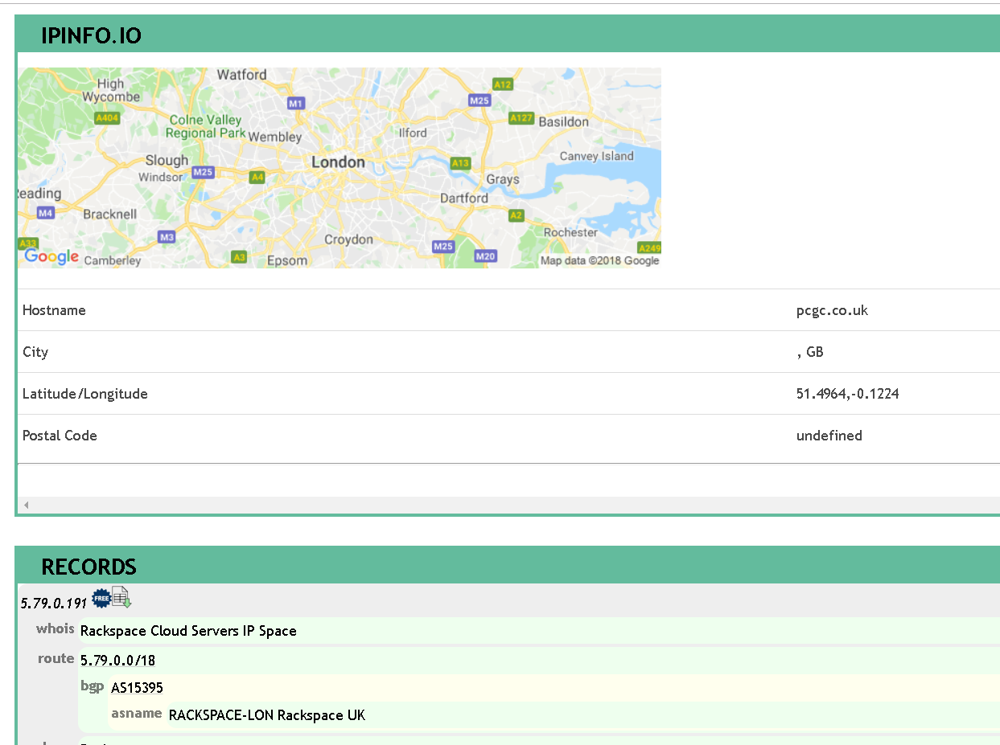 IPINFO.IO
Watford
High
Wycombe
A12
M25
M1
A404
A127
Basildon
Colne Valley
Regional Park
Wembley
Ilford
Slough
Windsor
M25
A4
London
A13
Canvey Island
Grays
Dartford
eading
M4
Bracknell
A2
M3
Croydon
Rochester
A33
M25
A249
Google
Camberley
A3
Epsom
M20
Map data ©2018 Google
Hostname pcgc.co.uk
City , GB
Latitude/Longitude 51.4964,-0.1224
Postal Code undefined
RECORDS
5.79.0.191 FREE
whois Rackspace Cloud Servers IP Space
route 5.79.0.0/18
bgp AS15395
asname RACKSPACE-LON Rackspace UK